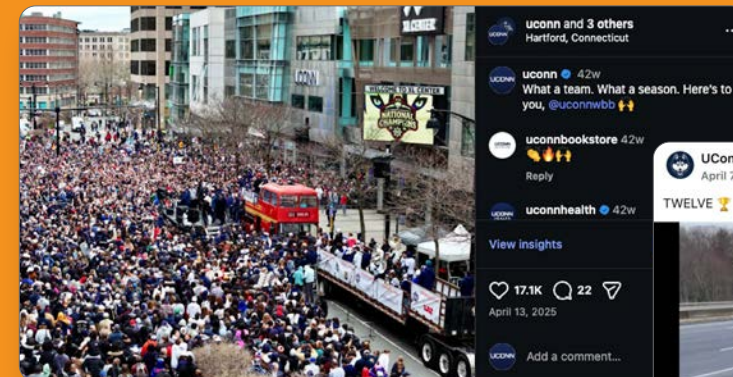 XL CENTER
UCONN
WELCOME TO XL CENTER
NATIONAL
CHAMPIONS
uconn and 3 others
Hartford, Connecticut
uconn 42w
What a team. What a season. Here's to
you, @uconnwbb
uconnbookstore 42w
Reply
uconnhealth 42w
View insights
17.1K 22
April 13, 2025
Add a comment...
UCon
April 7
TWELVE